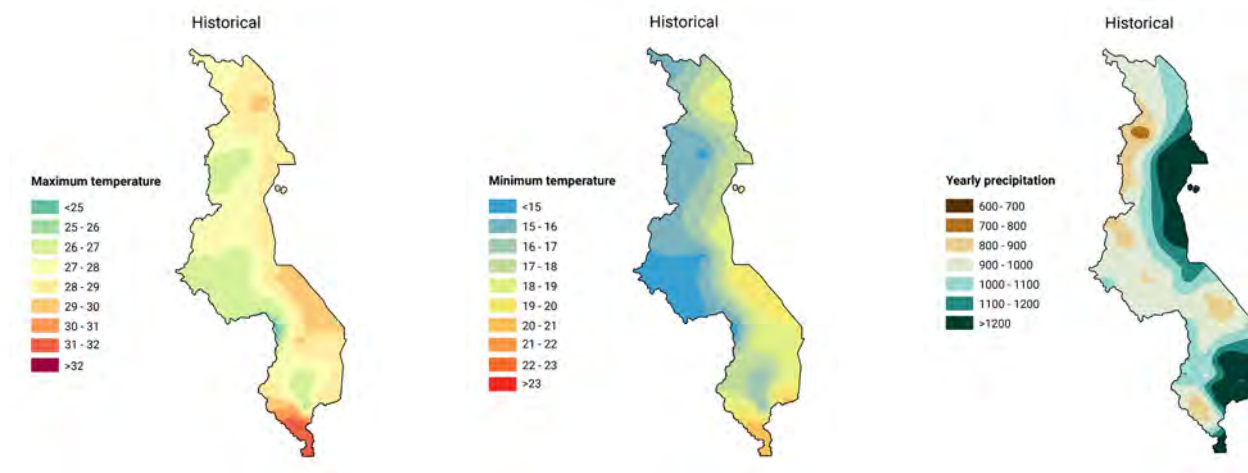 Historical
Maximum temperature
<25
25 - 26
26 - 27
27 - 28
28 - 29
29 - 30
30 - 31
31 - 32
>32
Historical
Minimum temperature
<15
15 - 16
16 - 17
17 - 18
18 - 19
19 - 20
20 - 21
21 - 22
22 - 23
>23
Historical
Yearly precipitation
600 - 700
700 - 800
800 - 900
900 - 1000
1000 - 1100
1100 - 1200
>1200